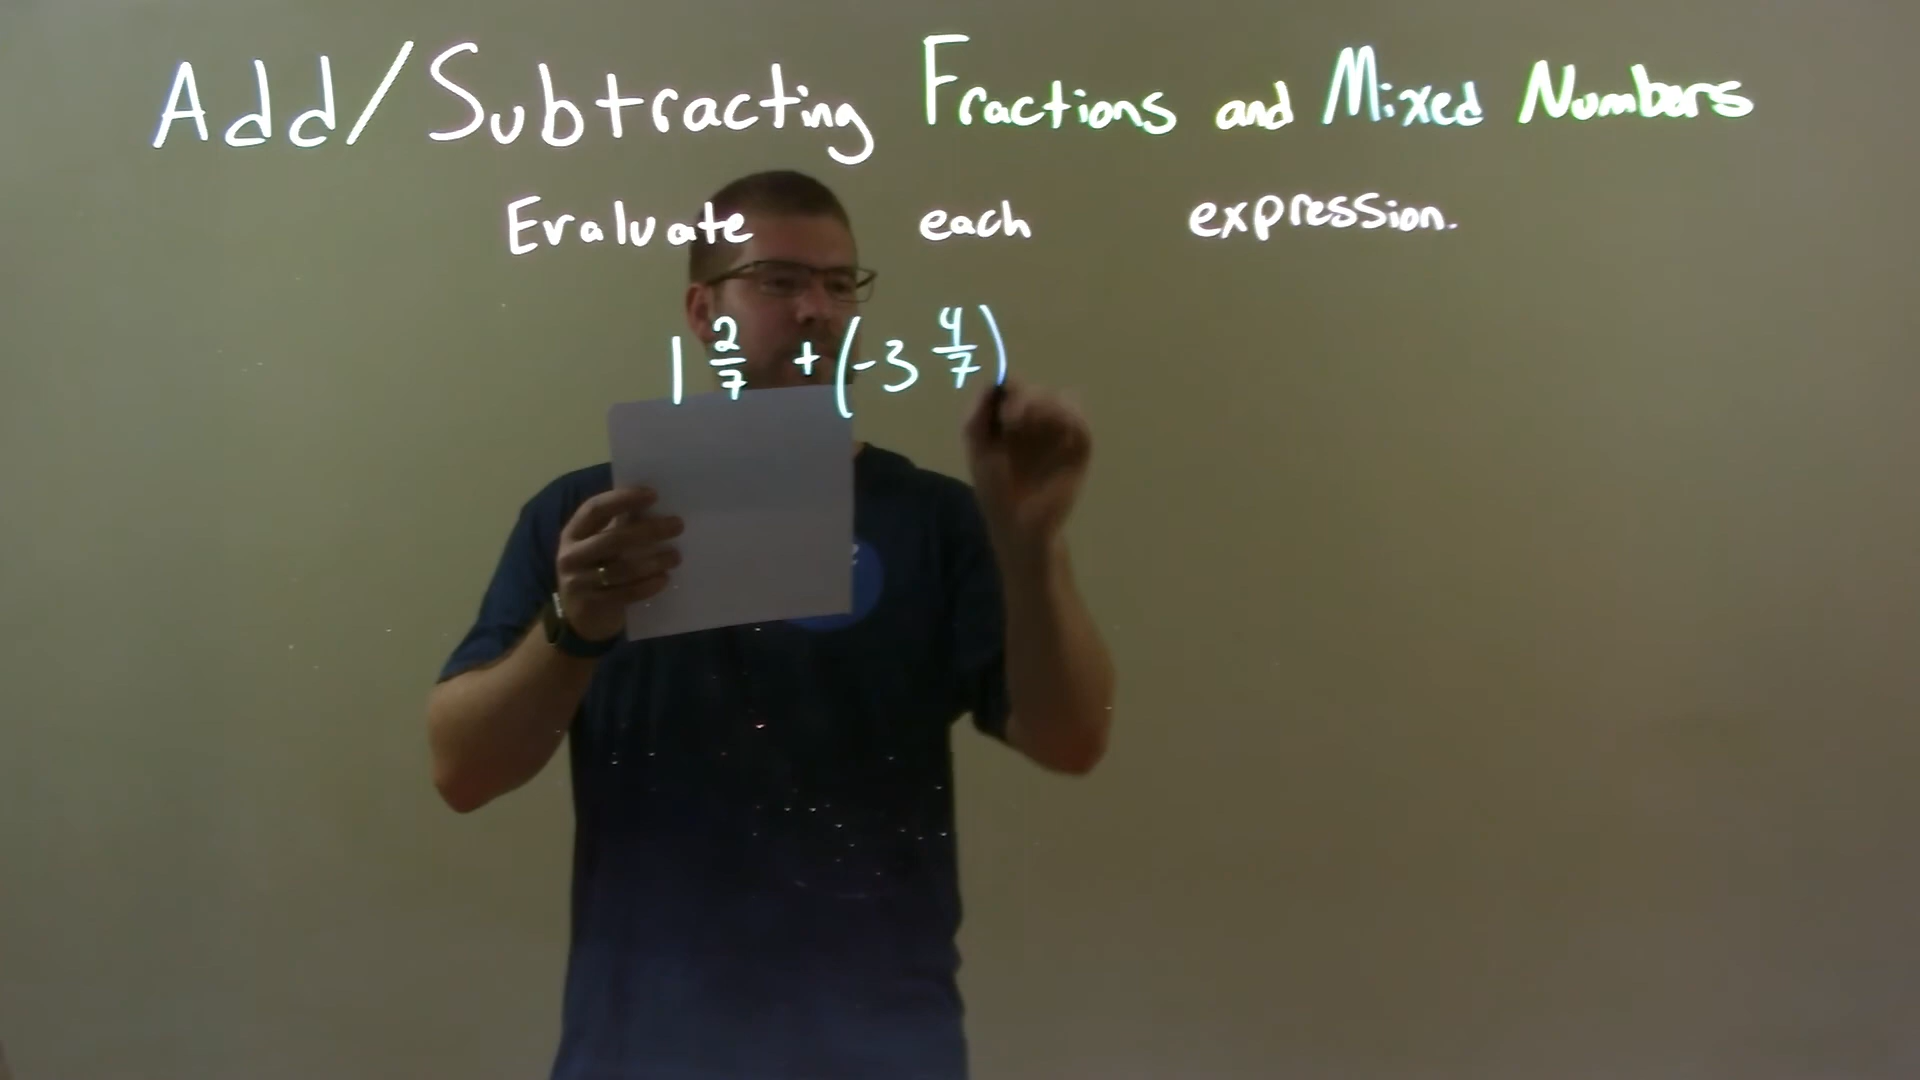 Add/Subtracting Fractions and Mixed Numbers
Evaluate each expression.
1 2/7 + (-3 4/7)